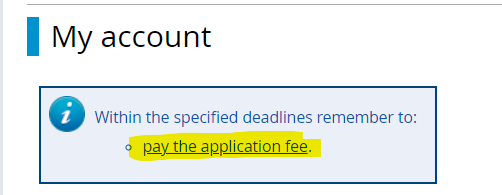 My account
i
Within the specified deadlines remember to:
pay the application fee.